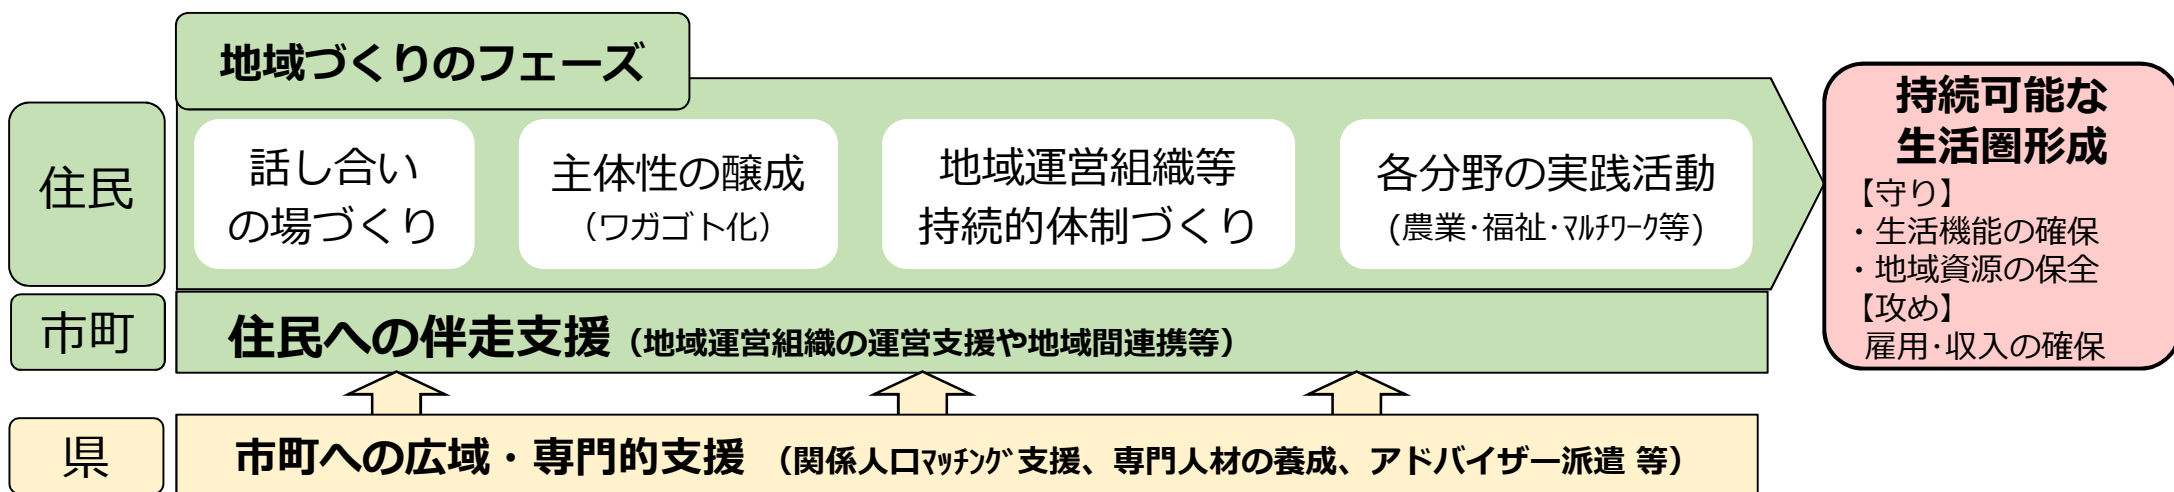 地域づくりのフェーズ
住民
話し合い
の場づくり
主体性の醸成
（ワガゴト化）
地域運営組織等
持続的体制づくり
各分野の実践活動
(農業･福祉･ﾏﾙﾁﾜｰｸ等)
持続可能な
生活圏形成
【守り】
・生活機能の確保
・地域資源の保全
【攻め】
雇用･収入の確保
市町
住民への伴走支援（地域運営組織の運営支援や地域間連携等）
県
市町への広域・専門的支援 （関係人口ﾏｯﾁﾝｸﾞ支援、専門人材の養成、アドバイザー派遣 等）